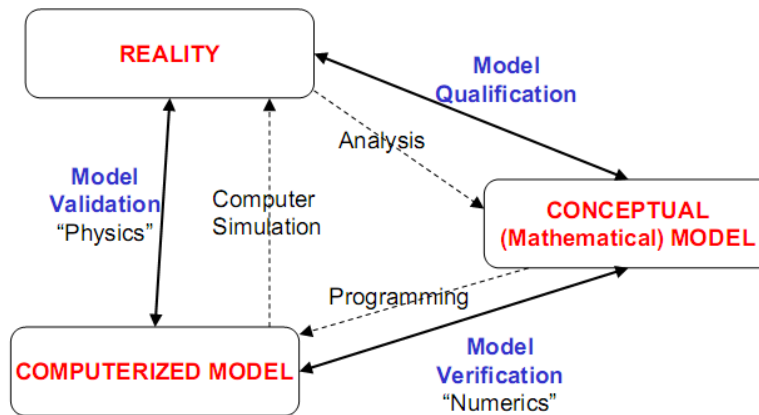 REALITY
Model
Qualification
Analysis
Model
Validation
“Physics”
Computer
Simulation
CONCEPTUAL
(Mathematical) MODEL
Programming
COMPUTERIZED MODEL
Model
Verification
“Numerics”